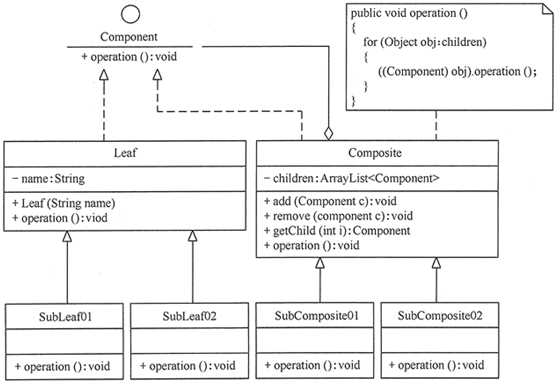 Component
+ operation ():void
public void operation ()
{
for (Object obj:children)
{
((Component) obj).operation ();
}
}
Leaf
− name:String
+ Leaf (String name)
+ operation ():viod
Composite
− children:ArrayList<Component>
+ add (Component c):void
+ remove (component c):void
+ getChild (int i):Component
+ operation ():void
SubLeaf01
+ operation ():void
SubLeaf02
+ operation ():void
SubComposite01
+ operation ():void
SubComposite02
+ operation ():void